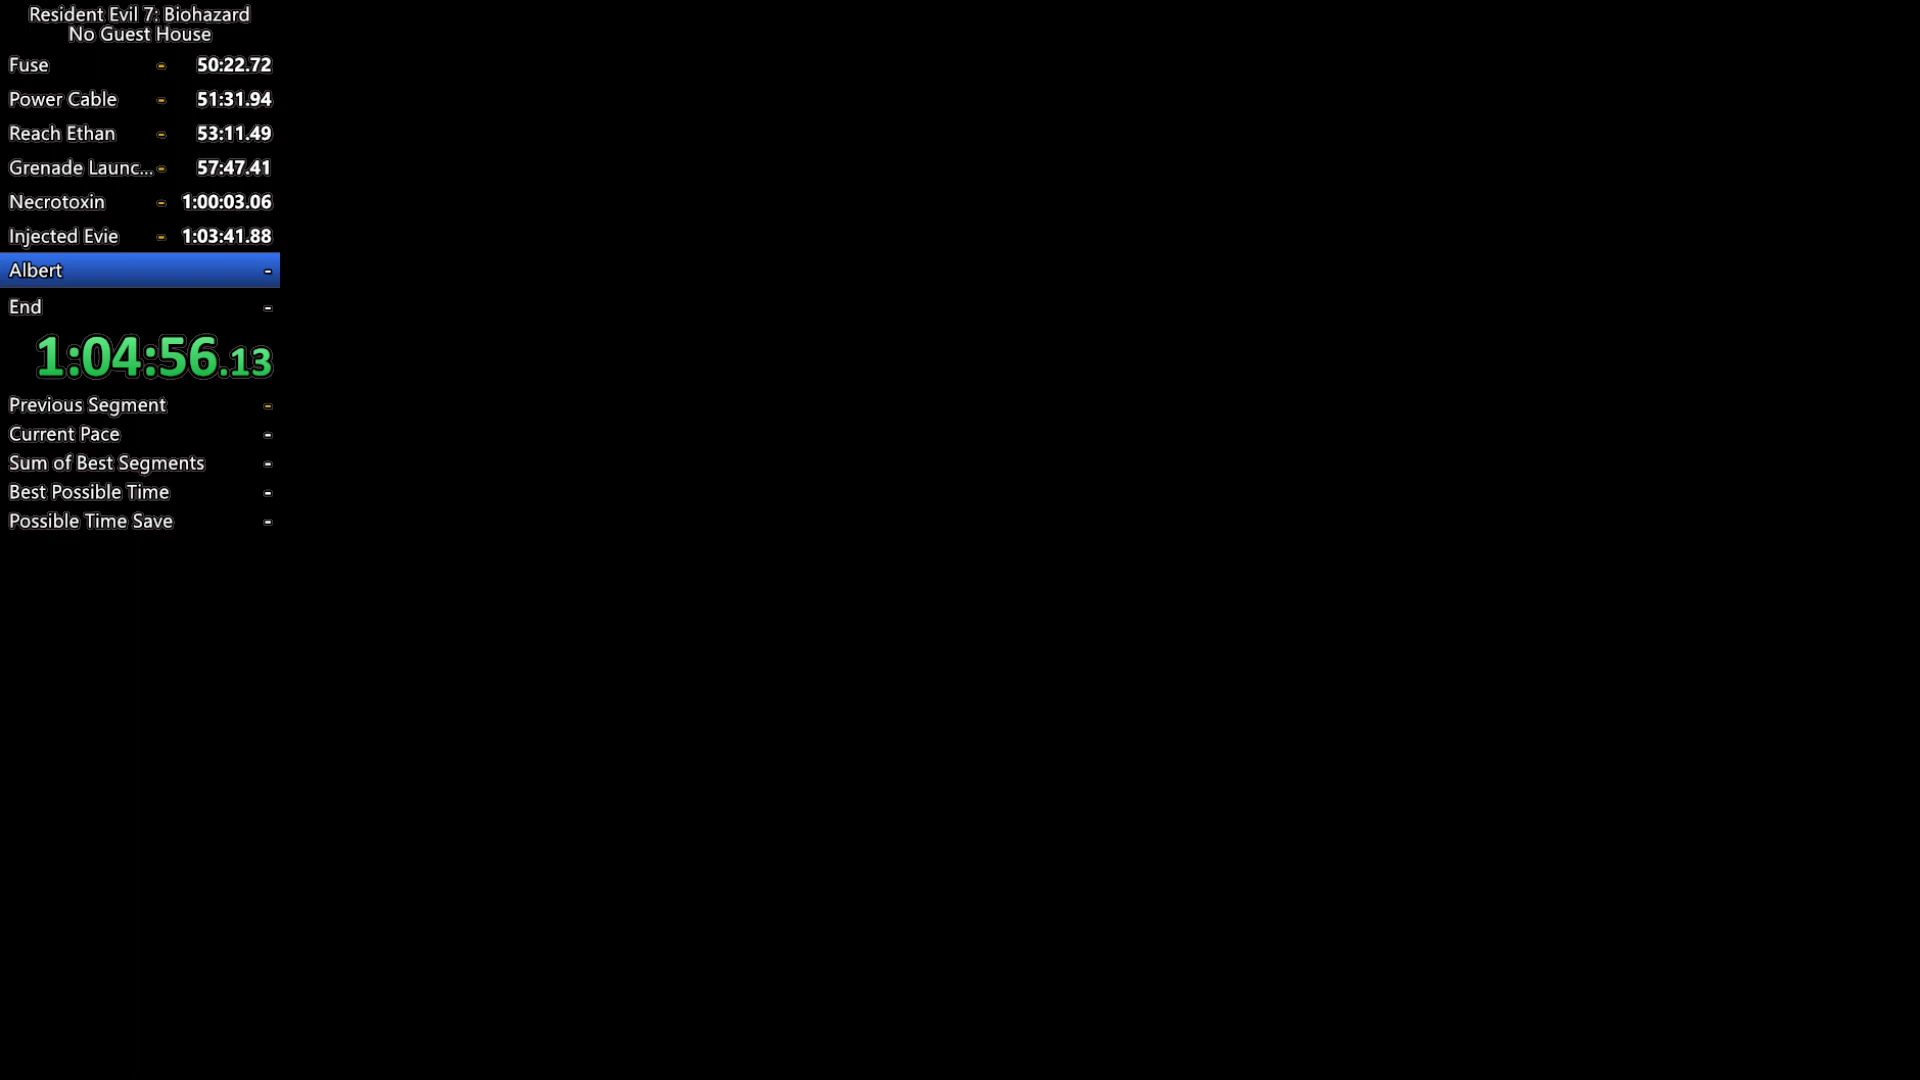 Resident Evil 7: Biohazard
No Guest House
Fuse - 50:22.72
Power Cable - 51:31.94
Reach Ethan - 53:11.49
Grenade Launc... - 57:47.41
Necrotoxin - 1:00:03.06
Injected Evie - 1:03:41.88
Albert -
End -
1:04:56.13
Previous Segment -
Current Pace -
Sum of Best Segments -
Best Possible Time -
Possible Time Save -